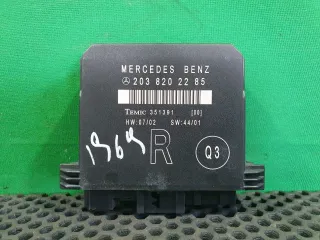 MERCEDES BENZ
203 820 22 85
TEMIC 351391 [00]
HW:07/02 SW:44/01
1969
R
Q3